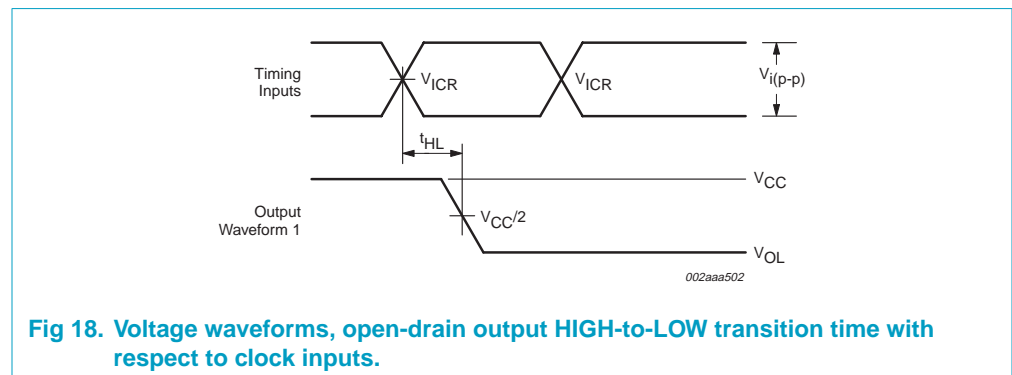 Timing
Inputs
VICR
VICR
Vi(p-p)
tHL
VCC
Output
Waveform 1
VCC/2
VOL
002aaa502
Fig 18. Voltage waveforms, open-drain output HIGH-to-LOW transition time with
respect to clock inputs.